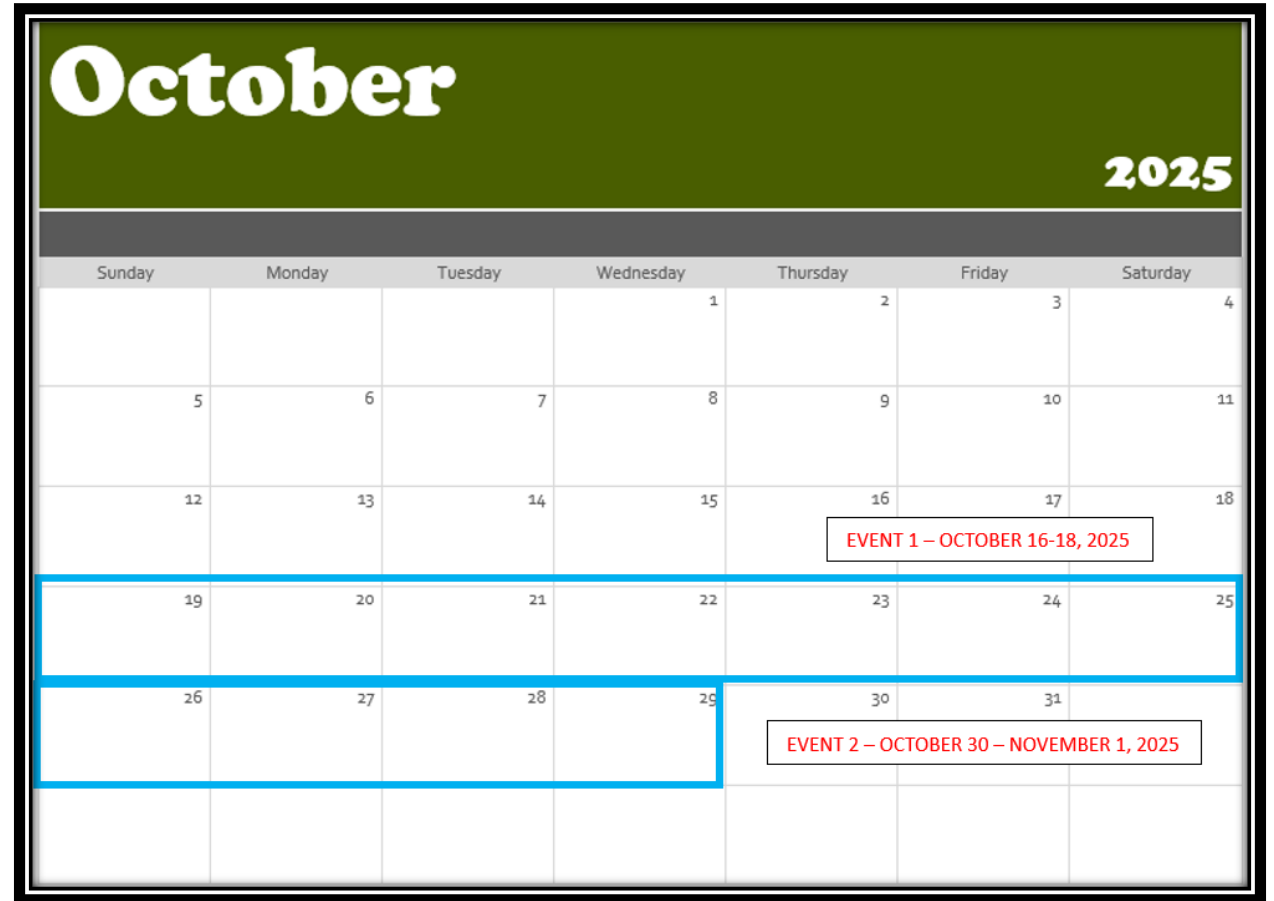 October
2025
Sunday Monday Tuesday Wednesday Thursday Friday Saturday
1 2 3 4
5 6 7 8 9 10 11
12 13 14 15 16 17 18
EVENT 1 – OCTOBER 16-18, 2025
19 20 21 22 23 24 25
26 27 28 29 30 31
EVENT 2 – OCTOBER 30 – NOVEMBER 1, 2025